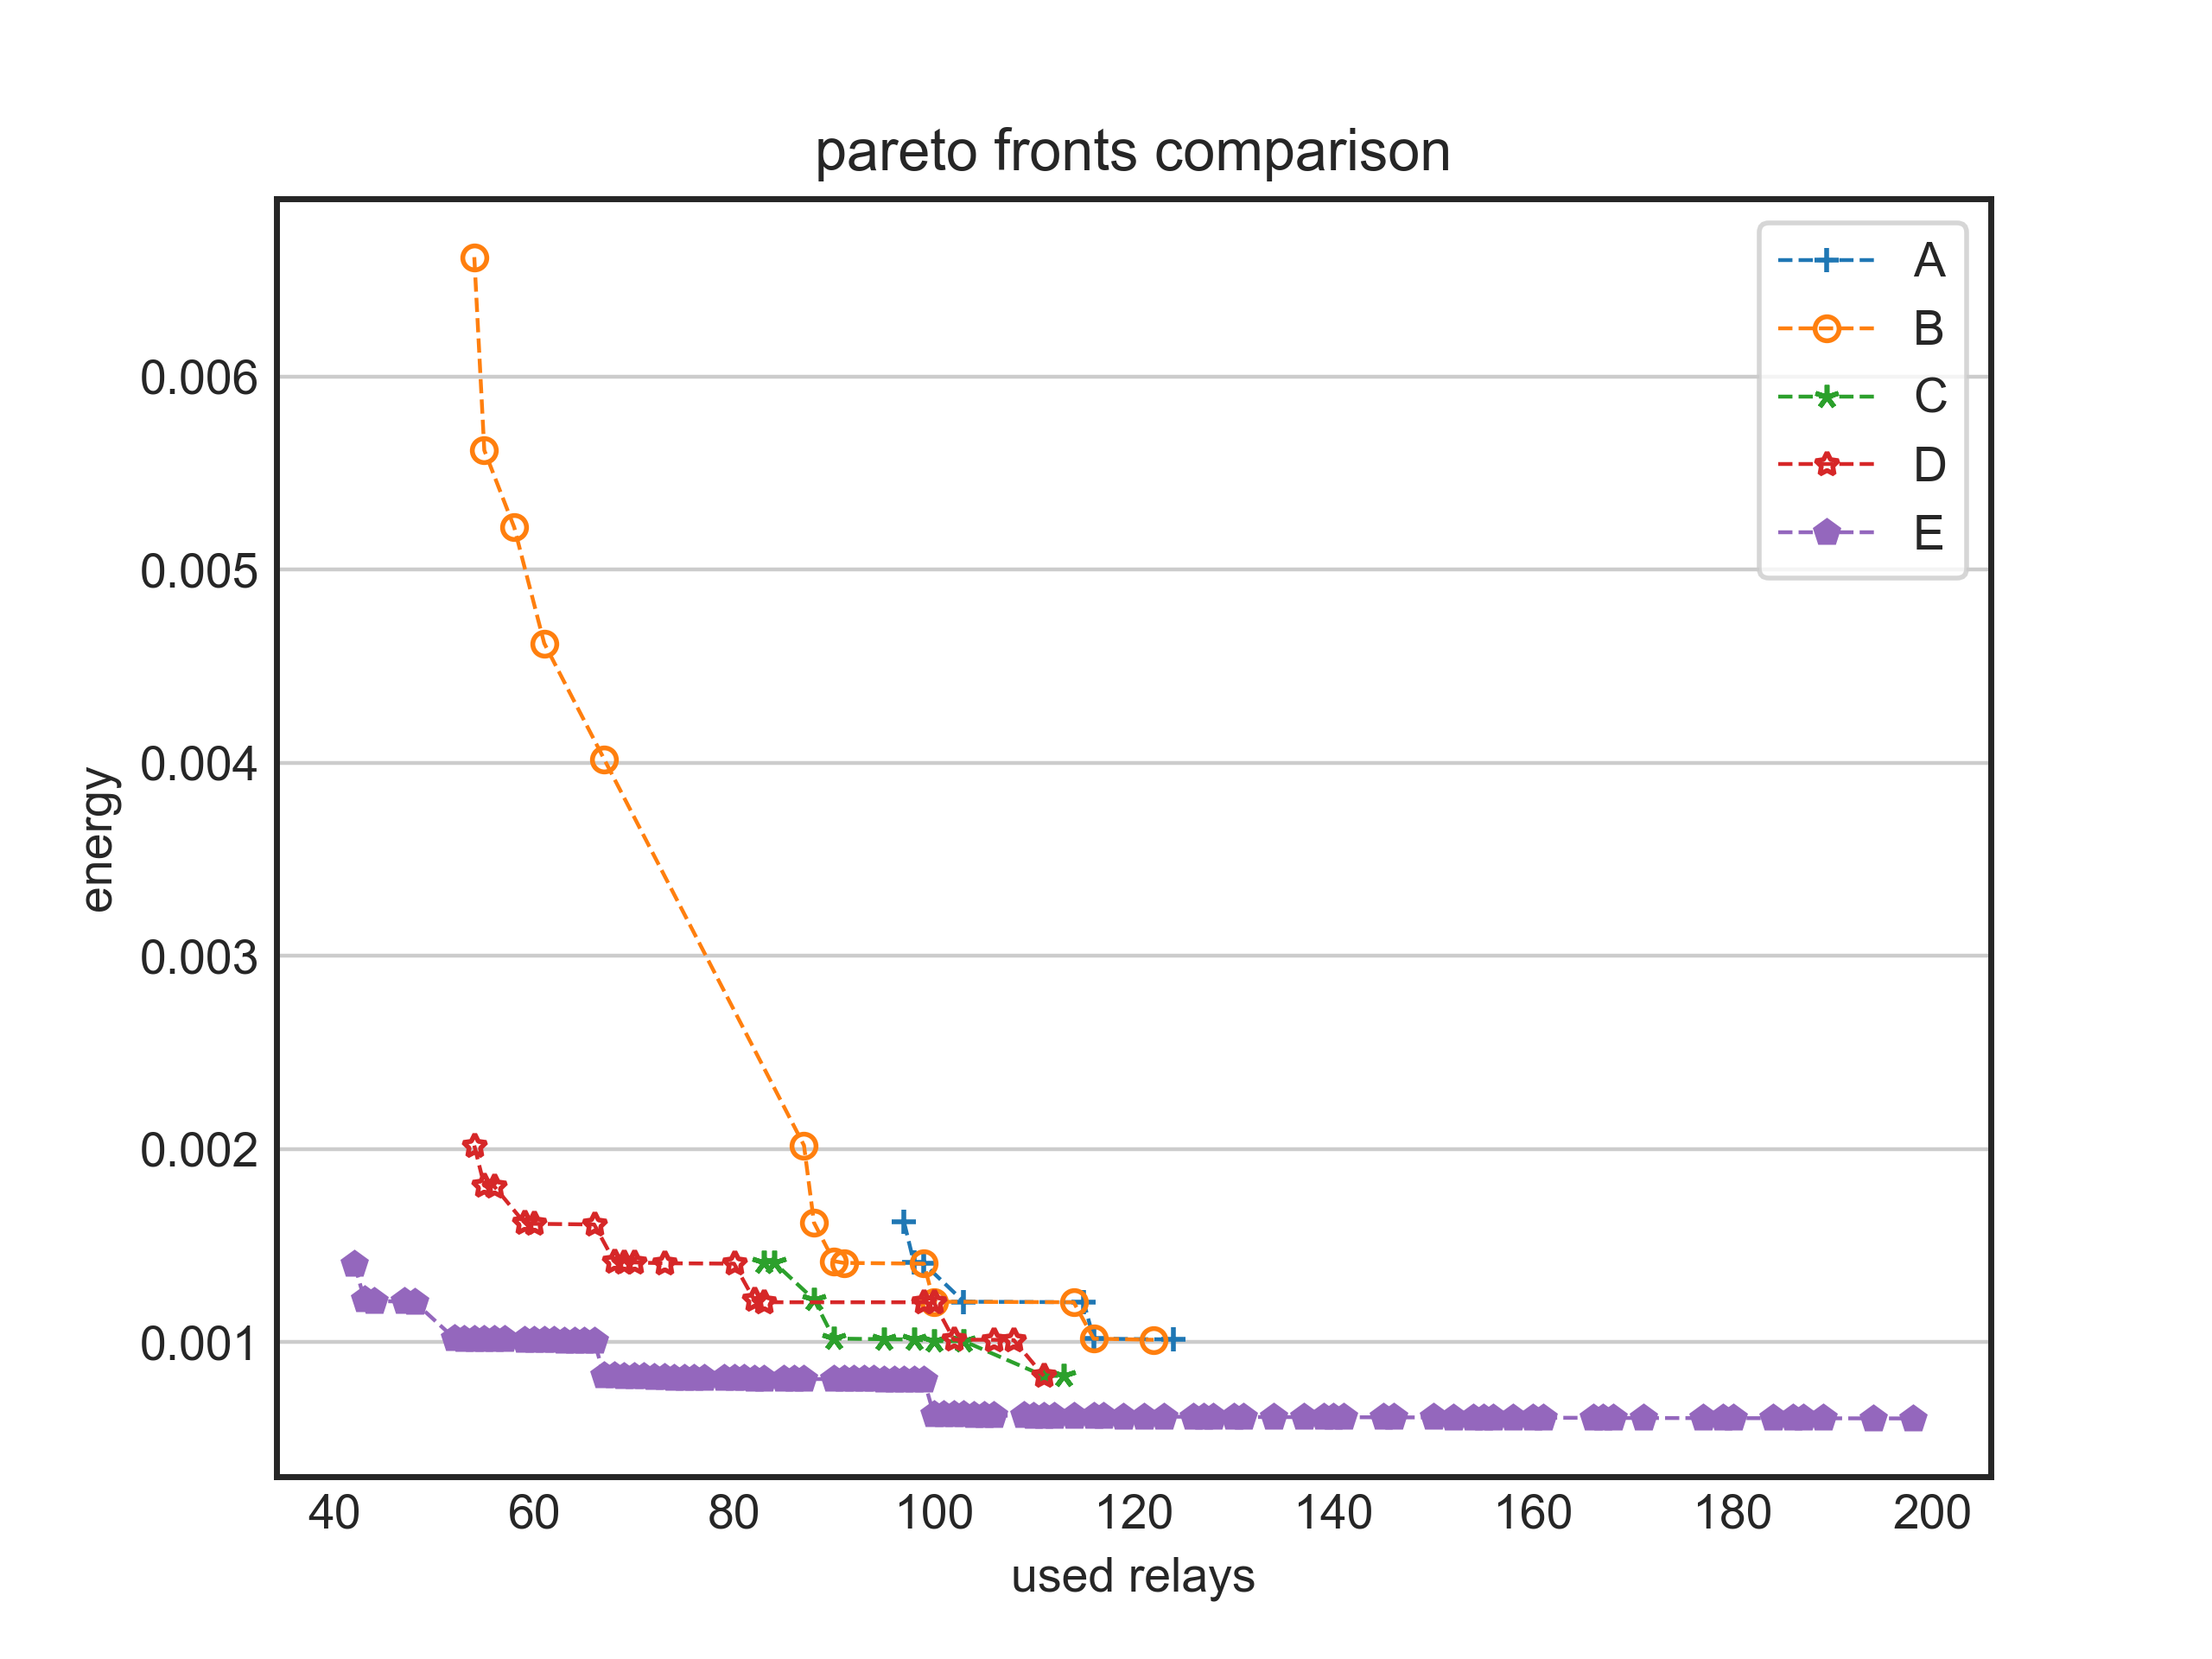 pareto fronts comparison
A
B
C
D
E
0.006
0.005
0.004
0.003
0.002
0.001
energy
40 60 80 100 120 140 160 180 200
used relays